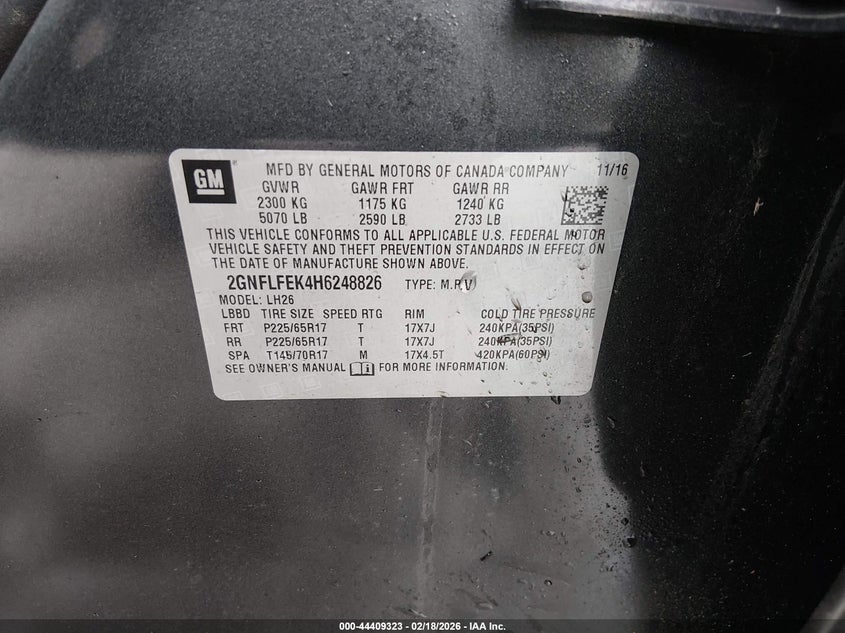 GM
MFD BY GENERAL MOTORS OF CANADA COMPANY 11/16
GVWR GAWR FRT GAWR RR
2300 KG 1175 KG 1240 KG
5070 LB 2590 LB 2733 LB
THIS VEHICLE CONFORMS TO ALL APPLICABLE U.S. FEDERAL MOTOR
VEHICLE SAFETY AND THEFT PREVENTION STANDARDS IN EFFECT ON
THE DATE OF MANUFACTURE SHOWN ABOVE.
2GNFLFEK4H6248826 TYPE: M.P.V
MODEL: LH26
LBBD TIRE SIZE SPEED RTG RIM COLD TIRE PRESSURE
FRT P225/65R17 T 17X7J 240KPA(35PSI)
RR P225/65R17 T 17X7J 240KPA(35PSI)
SPA T145/70R17 M 17X4.5T 420KPA(60PSI)
SEE OWNER'S MANUAL FOR MORE INFORMATION.
000-44409323 - 02/18/2026 - IAA Inc.